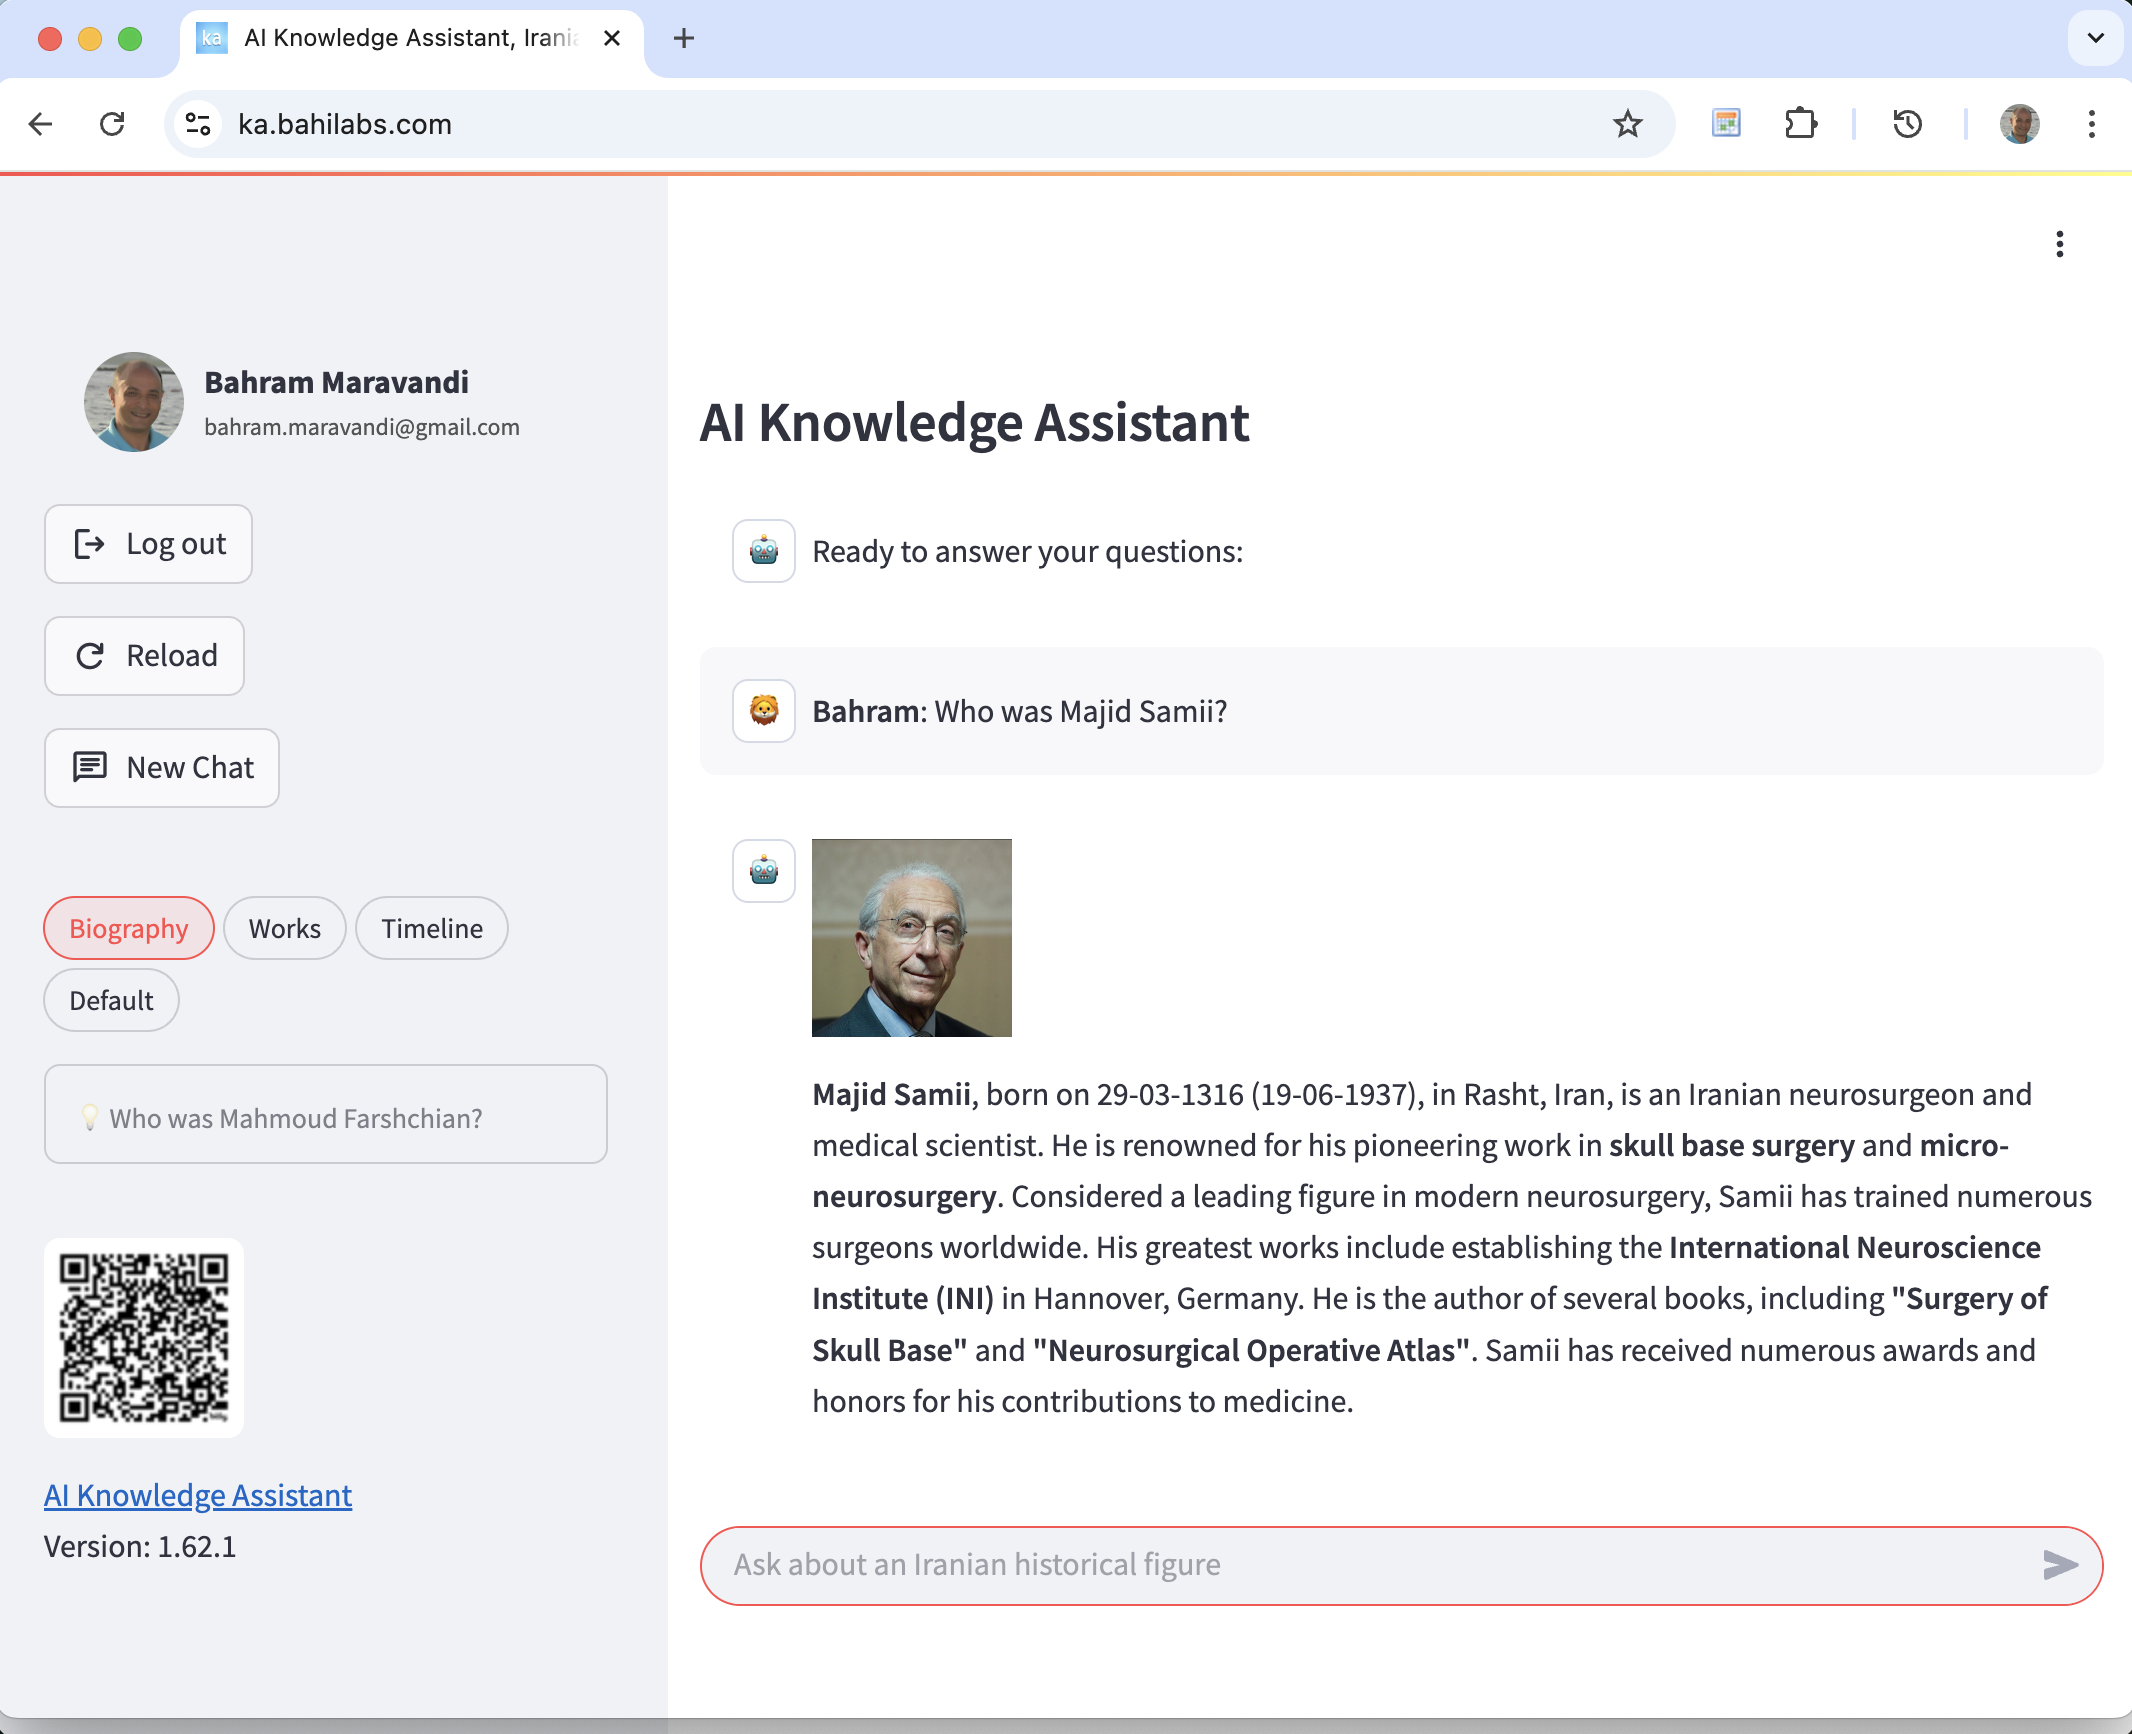 ka
AI Knowledge Assistant, Irania
ka.bahilabs.com
Bahram Maravandi
bahram.maravandi@gmail.com
Log out
Reload
New Chat
Biography
Works
Timeline
Default
💡 Who was Mahmoud Farshchian?
AI Knowledge Assistant
Version: 1.62.1
AI Knowledge Assistant
Ready to answer your questions:
Bahram: Who was Majid Samii?
Majid Samii, born on 29-03-1316 (19-06-1937), in Rasht, Iran, is an Iranian neurosurgeon and
medical scientist. He is renowned for his pioneering work in skull base surgery and micro-
neurosurgery. Considered a leading figure in modern neurosurgery, Samii has trained numerous
surgeons worldwide. His greatest works include establishing the International Neuroscience
Institute (INI) in Hannover, Germany. He is the author of several books, including "Surgery of
Skull Base" and "Neurosurgical Operative Atlas". Samii has received numerous awards and
honors for his contributions to medicine.
Ask about an Iranian historical figure